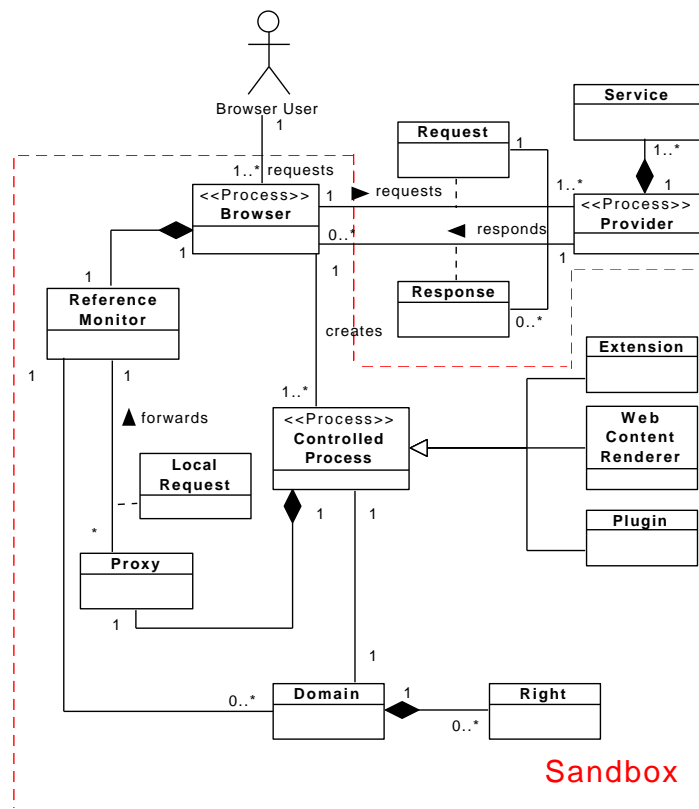 Browser User
1
1..* requests
<<Process>>
Browser
1
requests
1..*
0..*
responds
1
1
1
Request
1
Response
0..*
Service
1..*
1
<<Process>>
Provider
1
Reference
Monitor
1
1
forwards
Local
Request
*
Proxy
1
creates
1..*
<<Process>>
Controlled
Process
1
1
Extension
Web
Content
Renderer
Plugin
1
0..*
Domain
1
0..*
Right
Sandbox